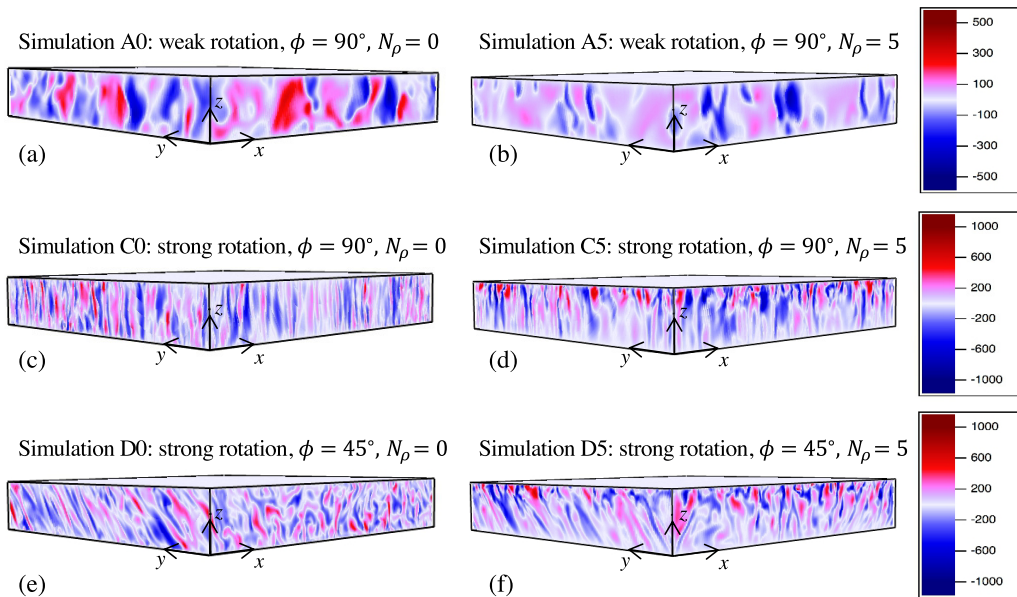 Simulation A0: weak rotation, ϕ = 90°, Nρ = 0
Simulation A5: weak rotation, ϕ = 90°, Nρ = 5
500
300
100
-100
-300
-500
z
y
x
(a)
z
y
x
(b)
Simulation C0: strong rotation, ϕ = 90°, Nρ = 0
Simulation C5: strong rotation, ϕ = 90°, Nρ = 5
1000
600
200
-200
-600
-1000
z
y
x
(c)
z
y
x
(d)
Simulation D0: strong rotation, ϕ = 45°, Nρ = 0
Simulation D5: strong rotation, ϕ = 45°, Nρ = 5
1000
600
200
-200
-600
-1000
z
y
x
(e)
z
y
x
(f)